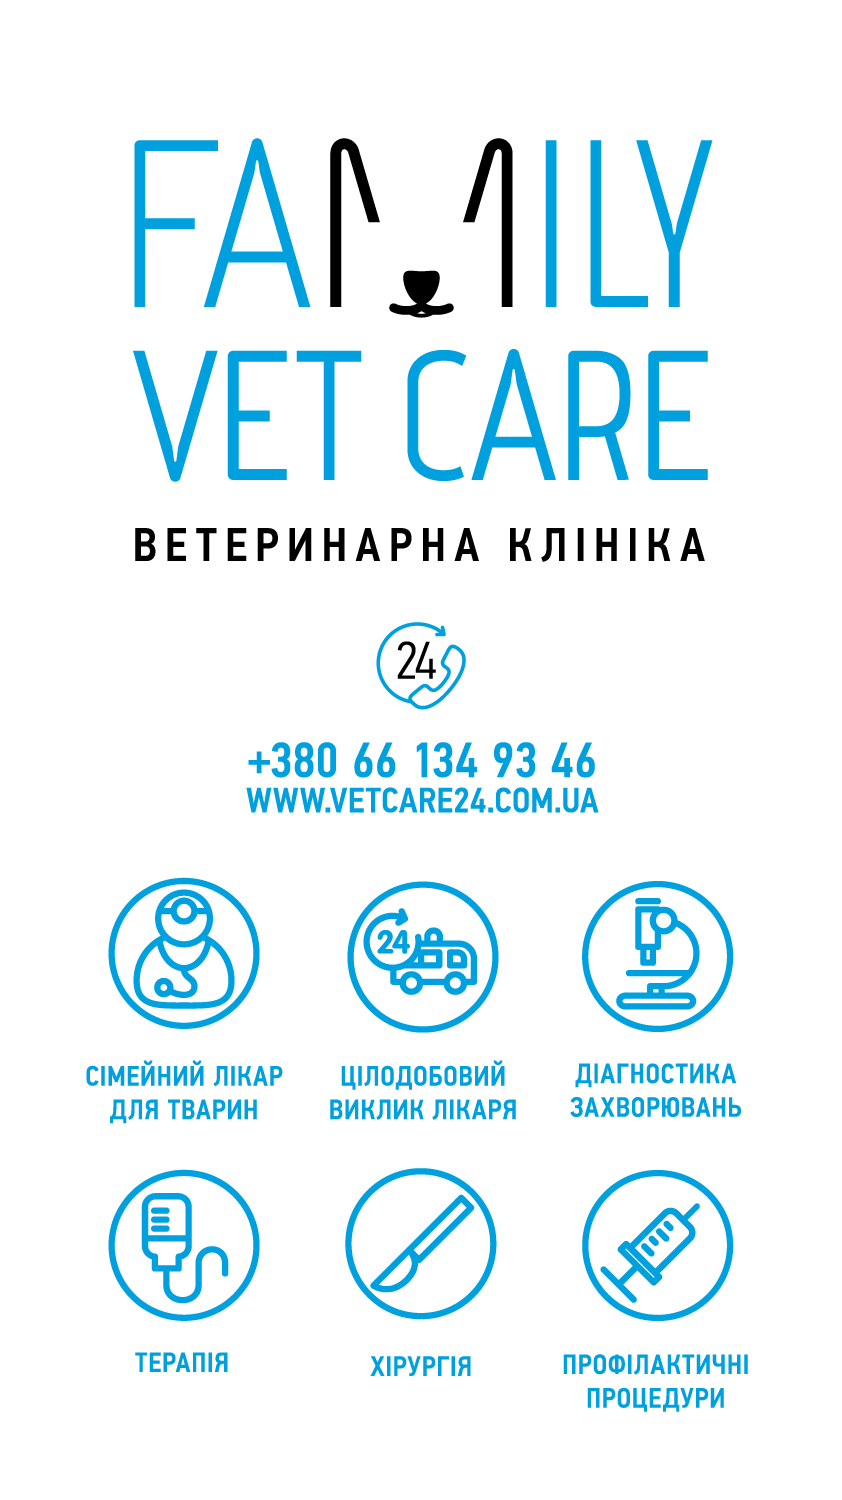 FAMILY
VET CARE
ВЕТЕРИНАРНА КЛІНІКА
24
+380 66 134 93 46
WWW.VETCARE24.COM.UA
24
СІМЕЙНИЙ ЛІКАР
ДЛЯ ТВАРИН
ЦІЛОДОБОВИЙ
ВИКЛИК ЛІКАРЯ
ДІАГНОСТИКА
ЗАХВОРЮВАНЬ
ТЕРАПІЯ
ХІРУРГІЯ
ПРОФІЛАКТИЧНІ
ПРОЦЕДУРИ